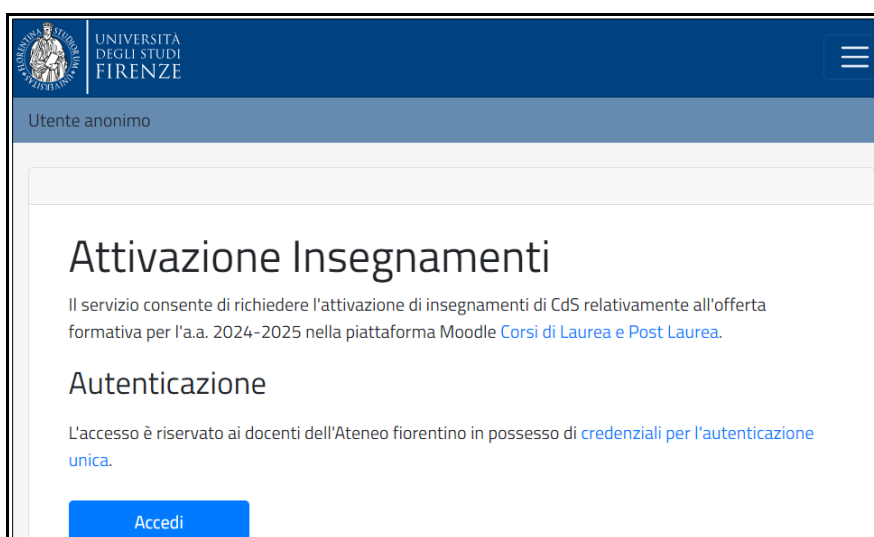 UNIVERSITÀ
DEGLI STUDI
FIRENZE
Utente anonimo
Attivazione Insegnamenti
Il servizio consente di richiedere l'attivazione di insegnamenti di CdS relativamente all'offerta
formativa per l'a.a. 2024-2025 nella piattaforma Moodle Corsi di Laurea e Post Laurea.
Autenticazione
L'accesso è riservato ai docenti dell'Ateneo fiorentino in possesso di credenziali per l'autenticazione
unica.
Accedi